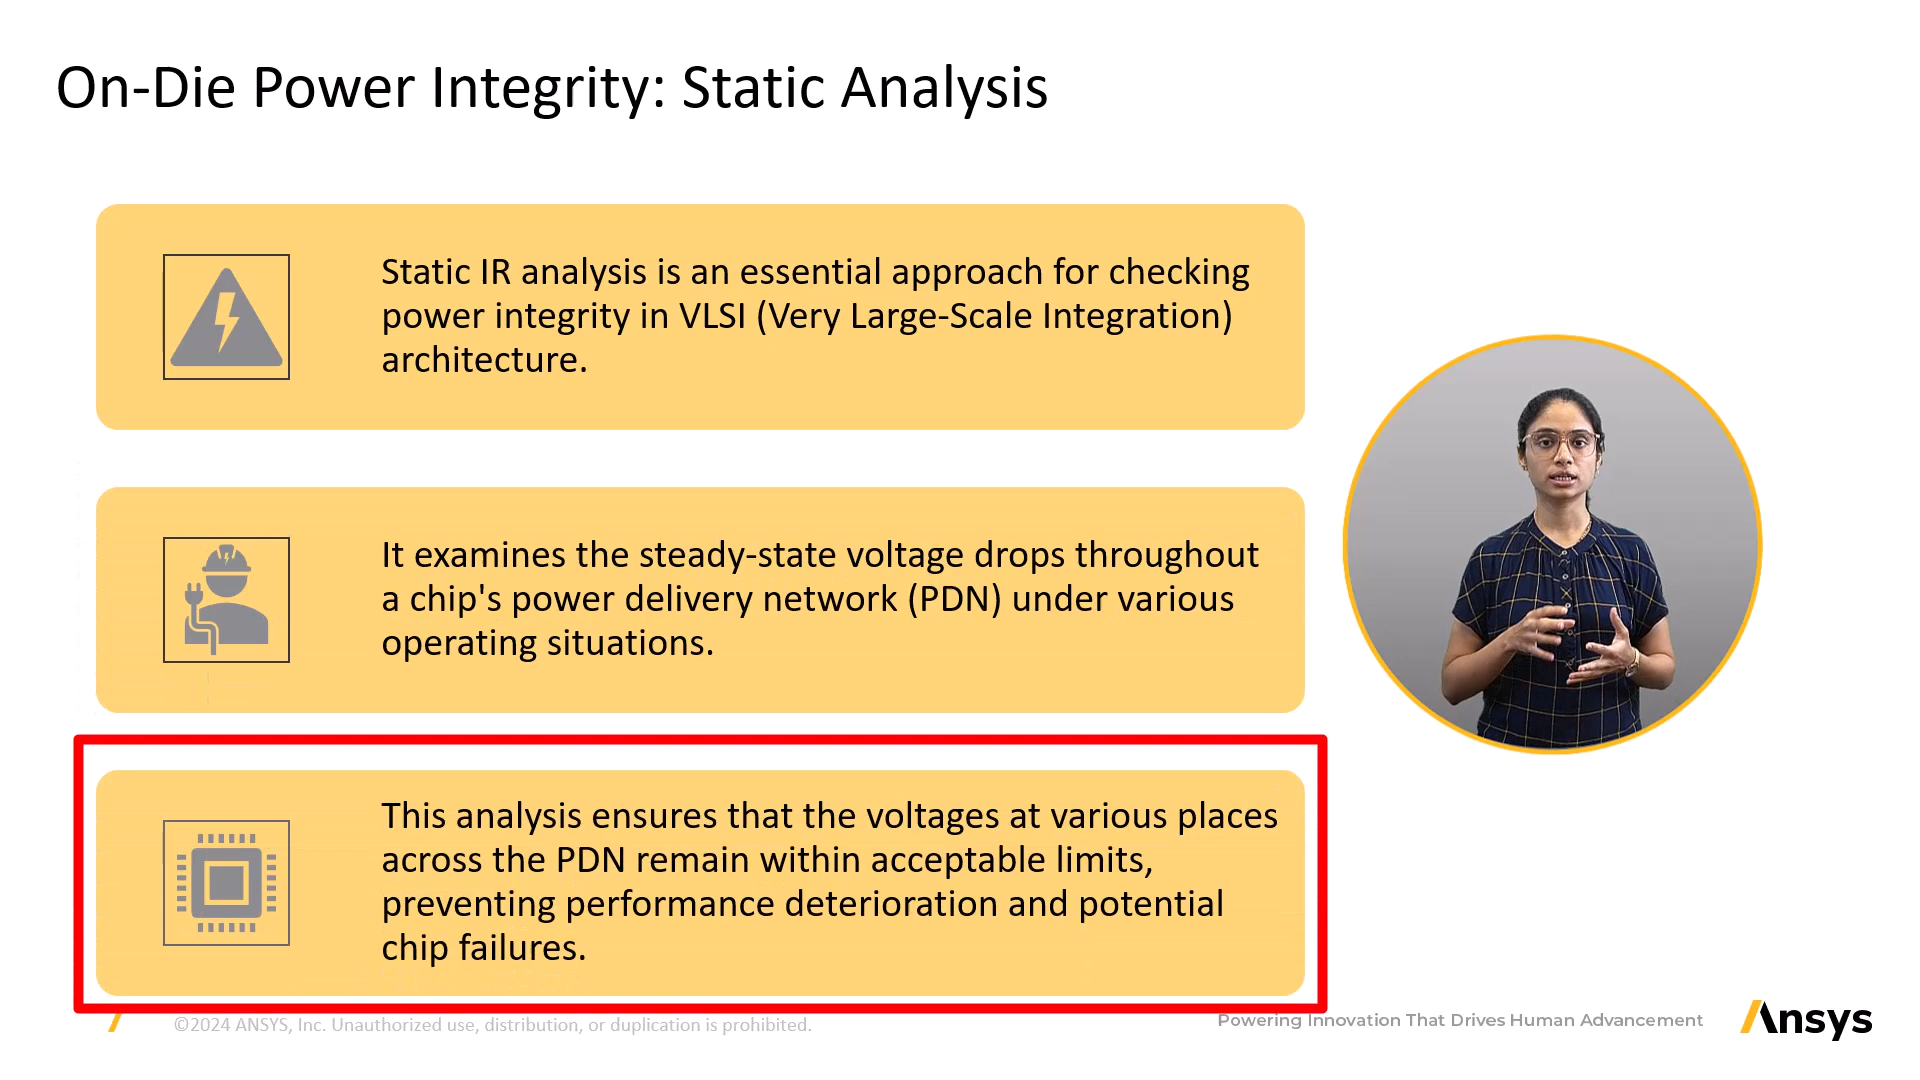 On-Die Power Integrity: Static Analysis
Static IR analysis is an essential approach for checking
power integrity in VLSI (Very Large-Scale Integration)
architecture.
It examines the steady-state voltage drops throughout
a chip's power delivery network (PDN) under various
operating situations.
This analysis ensures that the voltages at various places
across the PDN remain within acceptable limits,
preventing performance deterioration and potential
chip failures.
©2024 ANSYS, Inc. Unauthorized use, distribution, or duplication is prohibited.
Powering Innovation That Drives Human Advancement
Ansys